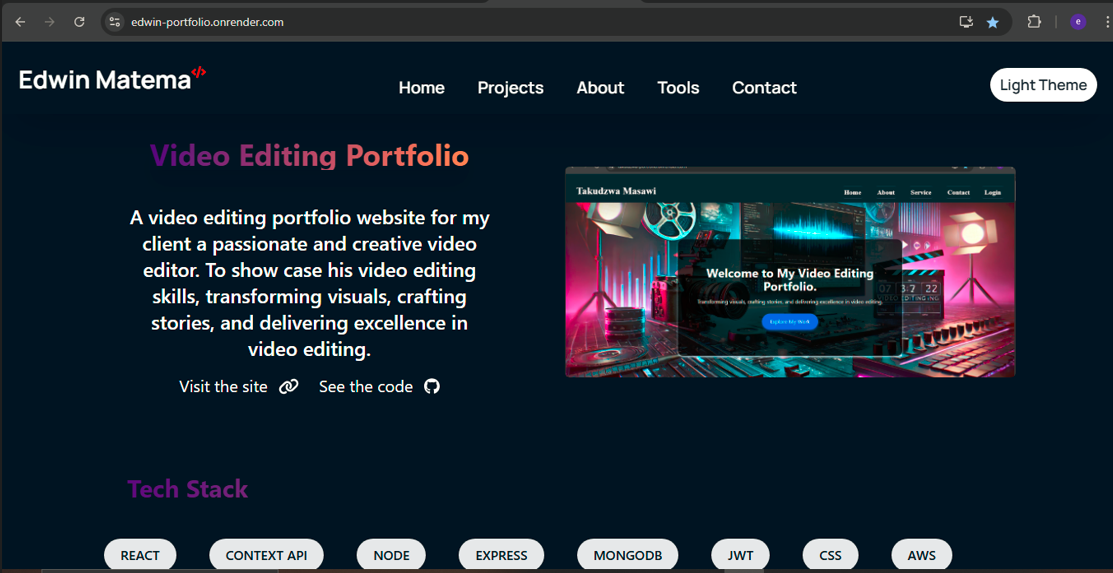 edwin-portfolio.onrender.com
e
Edwin Matema</>
Home Projects About Tools Contact
Light Theme
Video Editing Portfolio
A video editing portfolio website for my
client a passionate and creative video
editor. To show case his video editing
skills, transforming visuals, crafting
stories, and delivering excellence in
video editing.
Visit the site See the code
Takudzwa Masawi
Home About Service Contact Login
Welcome to My Video Editing
Portfolio.
Transforming visuals, crafting stories, and delivering excellence in video editing.
Explore My Work
Tech Stack
REACT CONTEXT API NODE EXPRESS MONGODB JWT CSS AWS